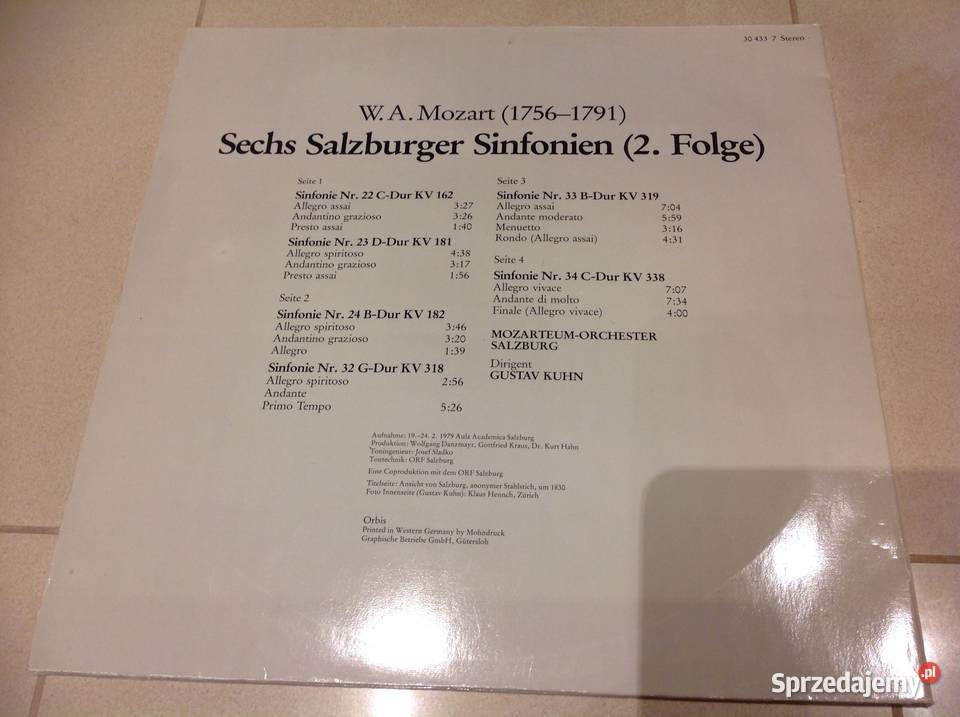 30 433 7 Stereo
W. A. Mozart (1756–1791)
Sechs Salzburger Sinfonien (2. Folge)
Seite 1
Sinfonie Nr. 22 C-Dur KV 162
Allegro assai 3:27
Andantino grazioso 3:26
Presto assai 1:40
Sinfonie Nr. 23 D-Dur KV 181
Allegro spiritoso 4:38
Andantino grazioso 3:17
Presto assai 1:56
Seite 2
Sinfonie Nr. 24 B-Dur KV 182
Allegro spiritoso 3:46
Andantino grazioso 3:20
Allegro 1:39
Sinfonie Nr. 32 G-Dur KV 318
Allegro spiritoso 2:56
Andante
Primo Tempo 5:26
Seite 3
Sinfonie Nr. 33 B-Dur KV 319
Allegro assai 7:04
Andante moderato 5:59
Menuetto 3:16
Rondo (Allegro assai) 4:31
Seite 4
Sinfonie Nr. 34 C-Dur KV 338
Allegro vivace 7:07
Andante di molto 7:34
Finale (Allegro vivace) 4:00
MOZARTEUM-ORCHESTER
SALZBURG
Dirigent
GUSTAV KUHN
Aufnahme: 19.–24. 2. 1979 Aula Academica Salzburg
Produktion: Wolfgang Danzmayr, Gottfried Kraus, Dr. Kurt Hahn
Toningenieur: Josef Sladko
Tontechnik: ORF Salzburg
Eine Coproduktion mit dem ORF Salzburg
Titelseite: Ansicht von Salzburg, anonymer Stahlstich, um 1830
Foto Innenseite (Gustav Kuhn): Klaus Hennch, Zürich
Orbis
Printed in Western Germany by Mohndruck
Graphische Betriebe GmbH, Gütersloh
Sprzedajemy.pl